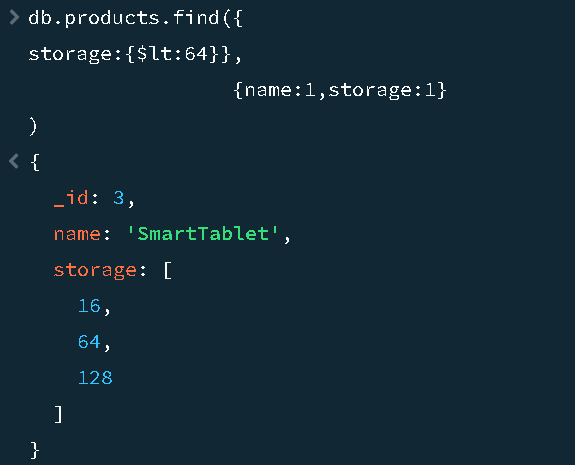 > db.products.find({
storage:{$lt:64}},
{name:1,storage:1}
)
< {
_id: 3,
name: 'SmartTablet',
storage: [
16,
64,
128
]
}